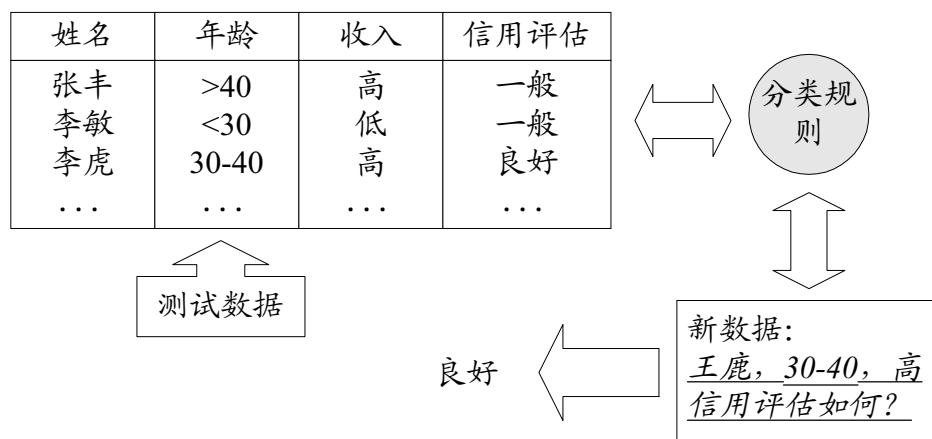 姓名 年龄 收入 信用评估
张丰 >40 高 一般
李敏 <30 低 一般
李虎 30-40 高 良好
... ... ... ...
分类规
则
测试数据
新数据:
王鹿，30-40，高
信用评估如何?
良好